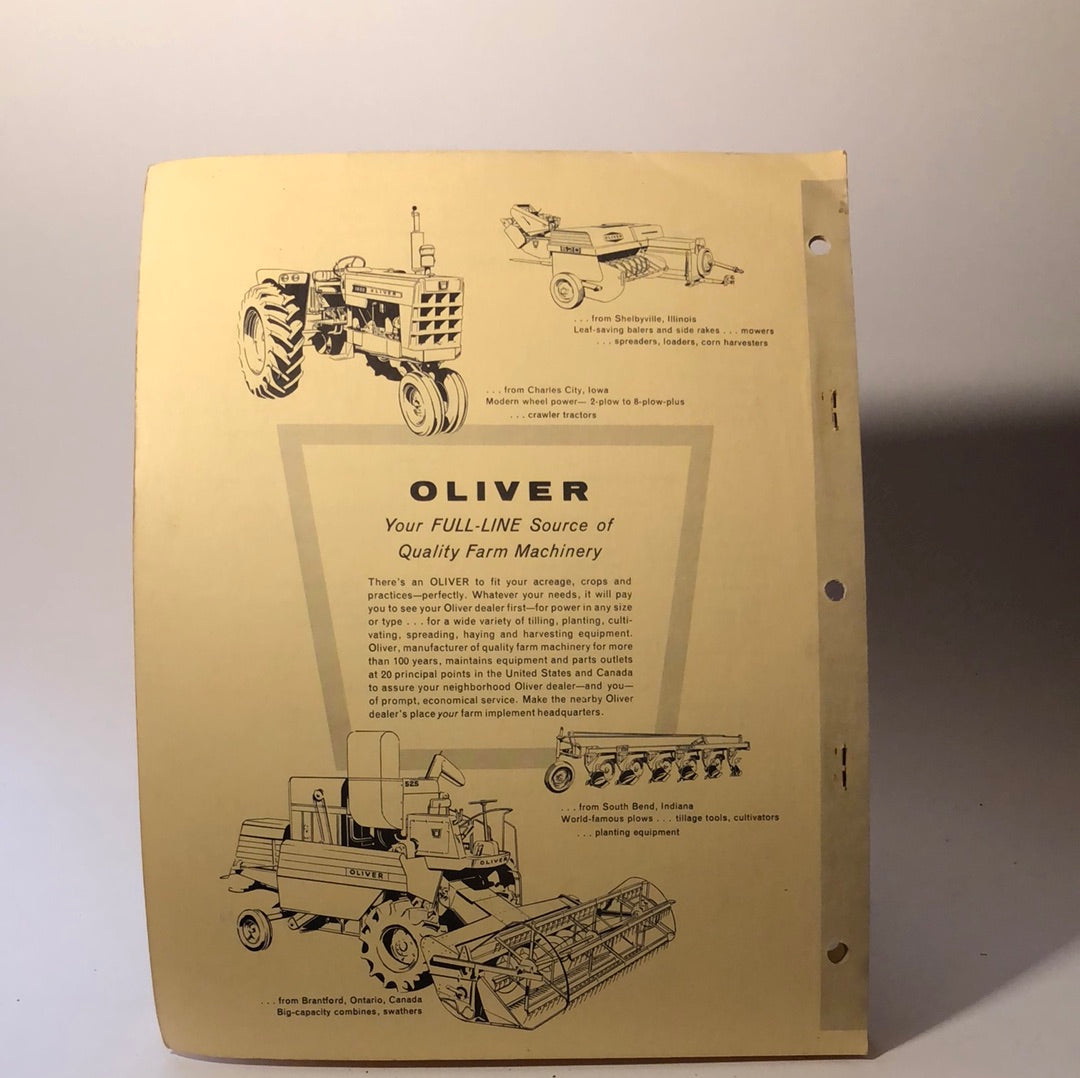 1800 OLIVER
OLIVER
620
... from Shelbyville, Illinois
Leaf-saving balers and side rakes ... mowers
... spreaders, loaders, corn harvesters
... from Charles City, Iowa
Modern wheel power— 2-plow to 8-plow-plus
... crawler tractors
OLIVER
Your FULL-LINE Source of
Quality Farm Machinery
There's an OLIVER to fit your acreage, crops and
practices—perfectly. Whatever your needs, it will pay
you to see your Oliver dealer first—for power in any size
or type ... for a wide variety of tilling, planting, culti-
vating, spreading, haying and harvesting equipment.
Oliver, manufacturer of quality farm machinery for more
than 100 years, maintains equipment and parts outlets
at 20 principal points in the United States and Canada
to assure your neighborhood Oliver dealer—and you—
of prompt, economical service. Make the nearby Oliver
dealer's place your farm implement headquarters.
525
OLIVER
OLIVER
... from South Bend, Indiana
World-famous plows ... tillage tools, cultivators
... planting equipment
... from Brantford, Ontario, Canada
Big-capacity combines, swathers